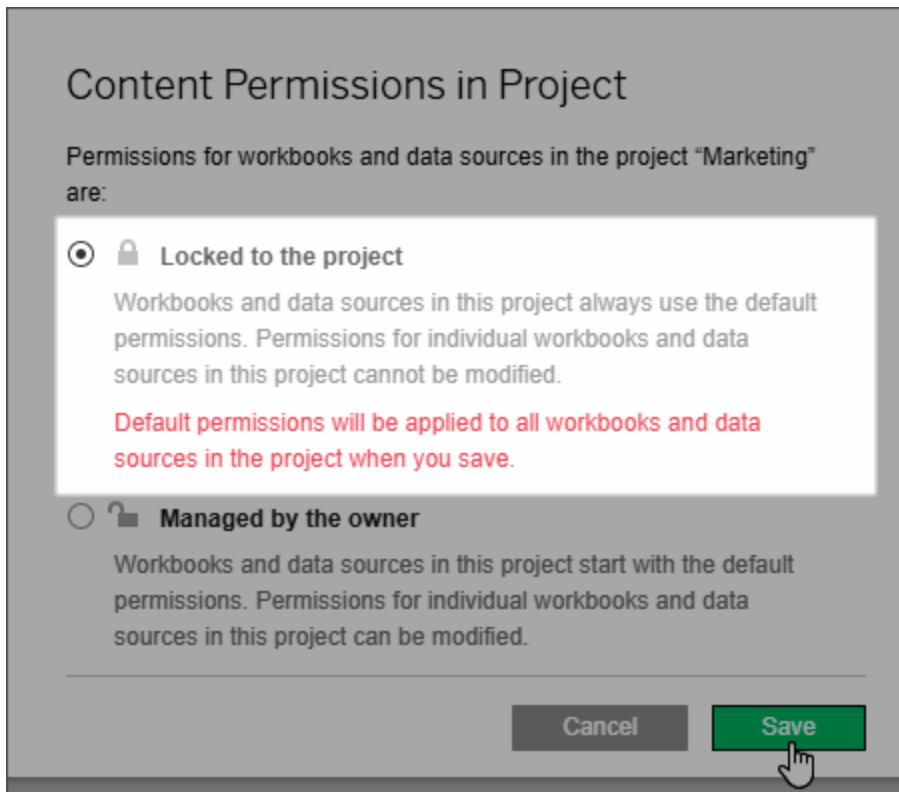 Content Permissions in Project
Permissions for workbooks and data sources in the project “Marketing”
are:
Locked to the project
Workbooks and data sources in this project always use the default
permissions. Permissions for individual workbooks and data
sources in this project cannot be modified.
Default permissions will be applied to all workbooks and data
sources in the project when you save.
Managed by the owner
Workbooks and data sources in this project start with the default
permissions. Permissions for individual workbooks and data
sources in this project can be modified.
Cancel Save